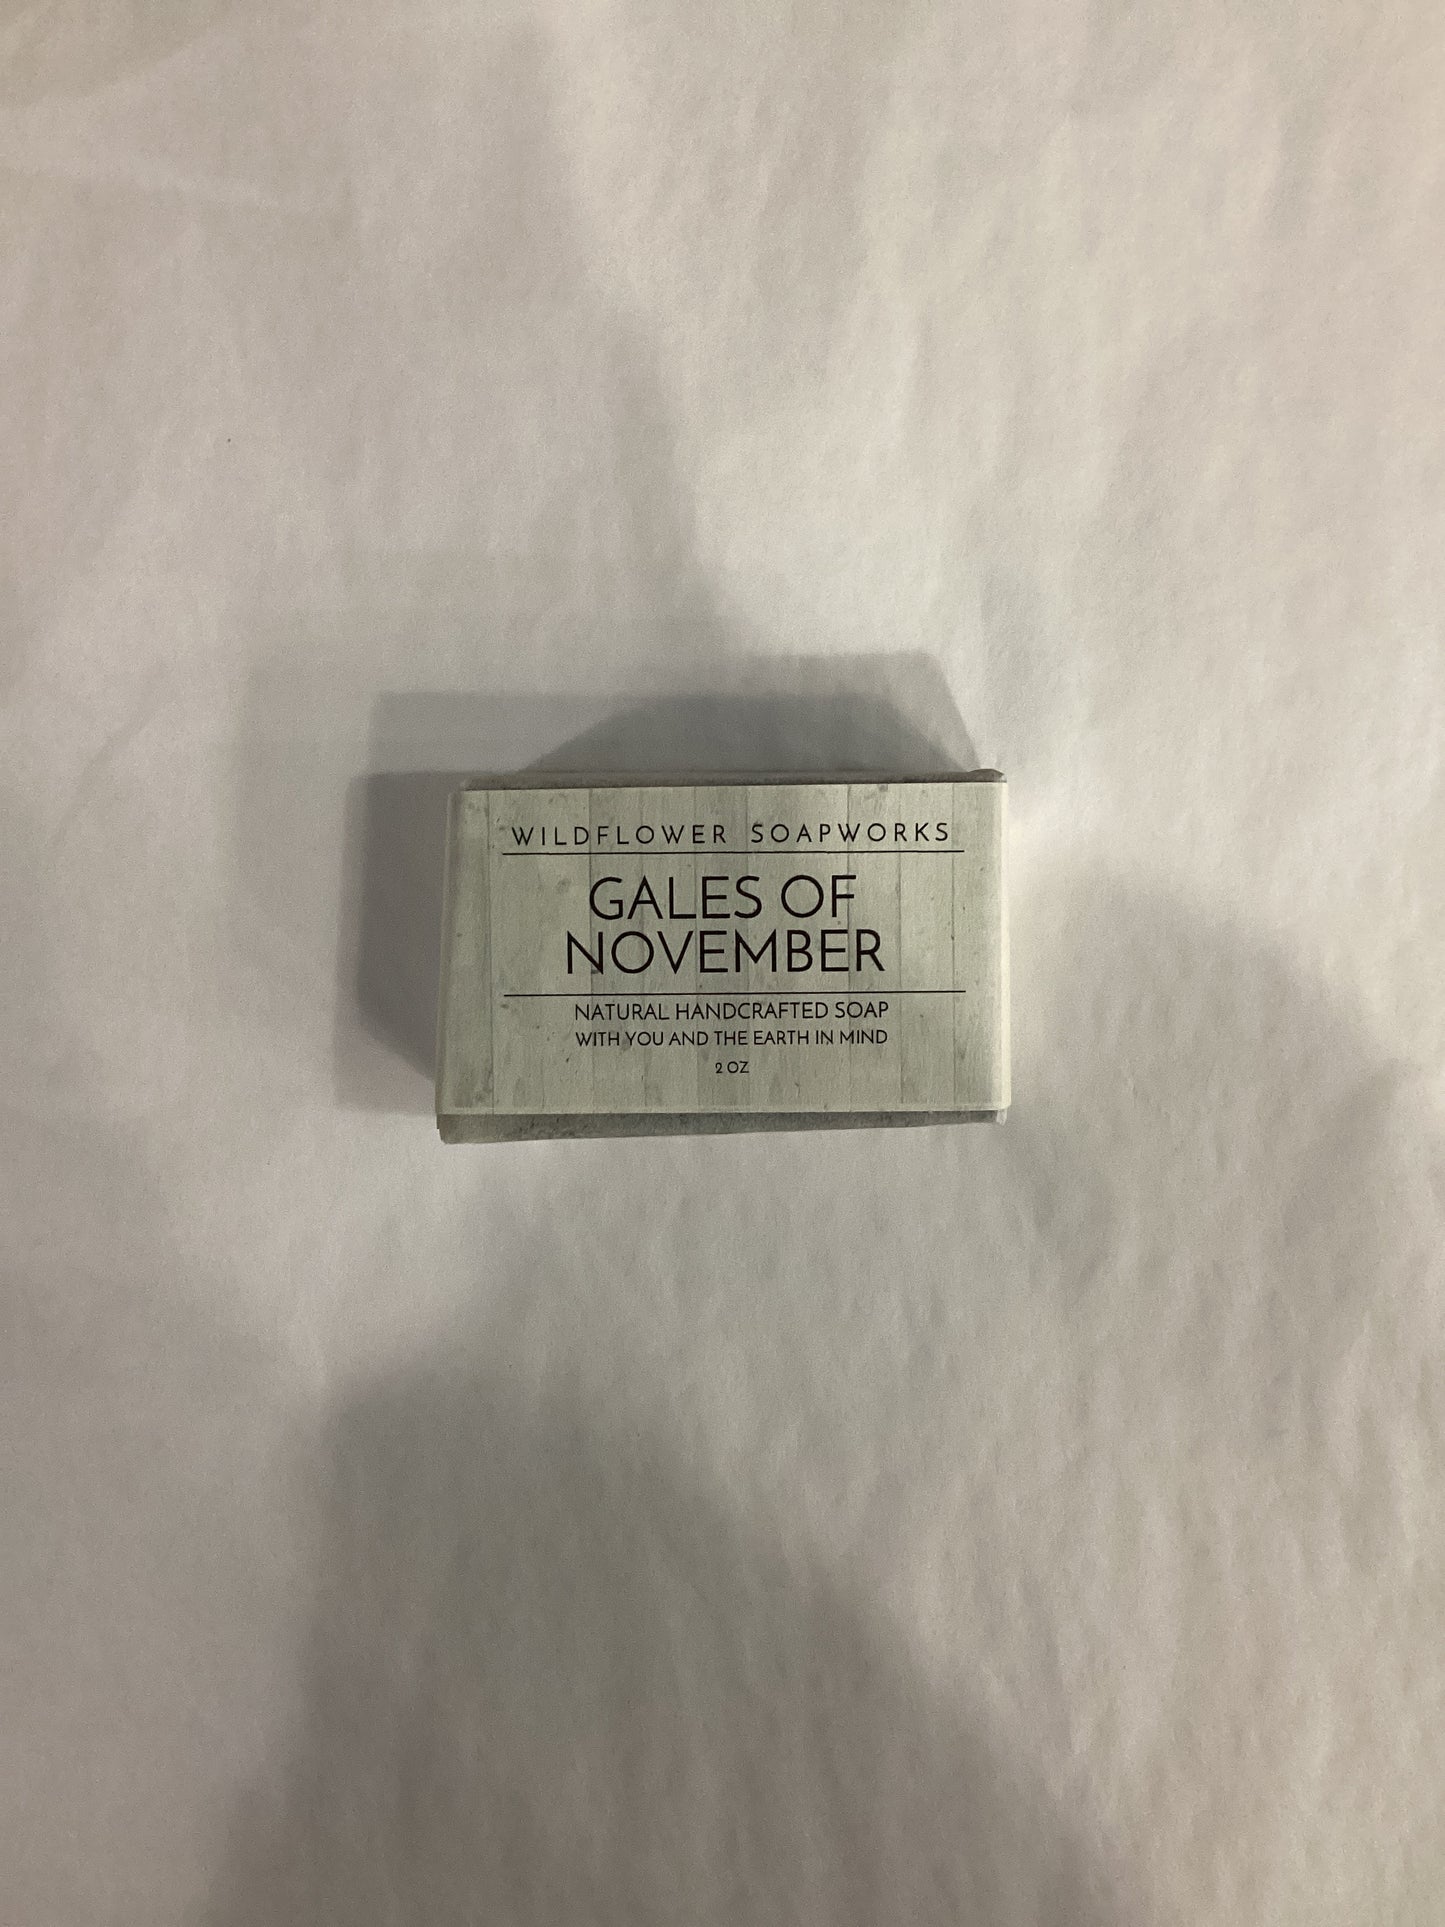 WILDFLOWER SOAPWORKS
GALES OF
NOVEMBER
NATURAL HANDCRAFTED SOAP
WITH YOU AND THE EARTH IN MIND
2 OZ